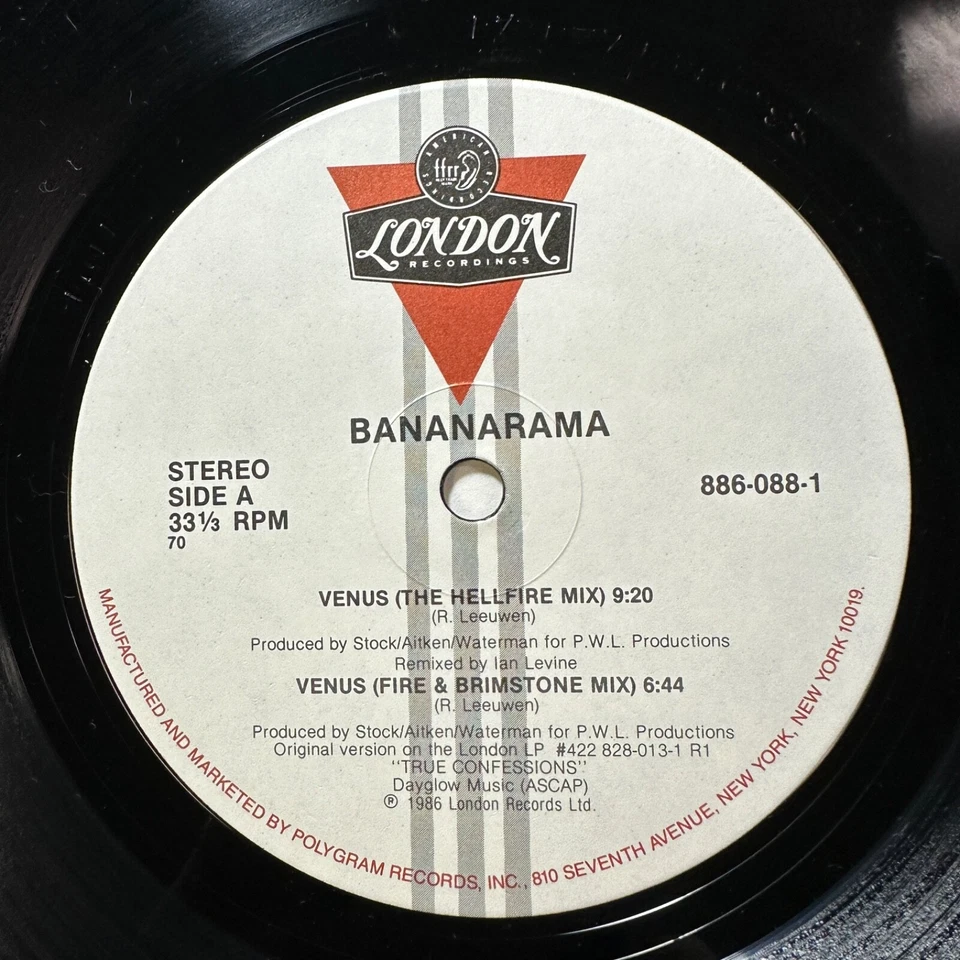 AMERICAN RECORDINGS
ffrr
LONDON
RECORDINGS
BANANARAMA
STEREO
SIDE A
33⅓ RPM
70
886-088-1
VENUS (THE HELLFIRE MIX) 9:20
(R. Leeuwen)
Produced by Stock/Aitken/Waterman for P.W.L. Productions
Remixed by Ian Levine
VENUS (FIRE & BRIMSTONE MIX) 6:44
(R. Leeuwen)
Produced by Stock/Aitken/Waterman for P.W.L. Productions
Original version on the London LP #422 828-013-1 R1
"TRUE CONFESSIONS"
Dayglow Music (ASCAP)
℗ 1986 London Records Ltd.
MANUFACTURED AND MARKETED BY POLYGRAM RECORDS, INC., 810 SEVENTH AVENUE, NEW YORK, NEW YORK 10019.